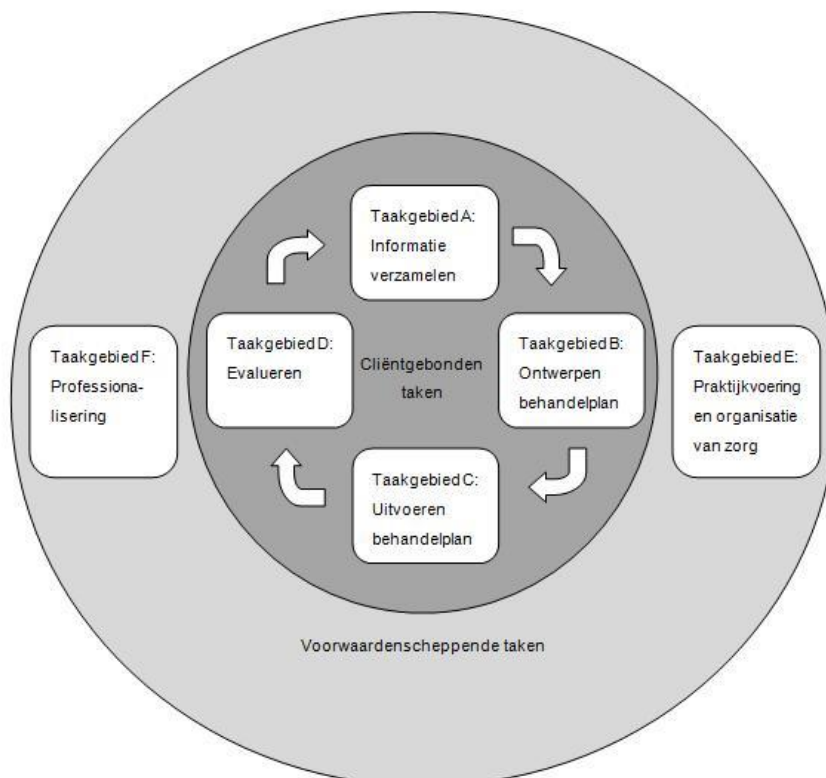 Taakgebied A:
Informatie
verzamelen
Taakgebied B:
Ontwerpen
behandelplan
Taakgebied C:
Uitvoeren
behandelplan
Taakgebied D:
Evalueren
Cliëntgebonden
taken
Taakgebied E:
Praktijkvoering
en organisatie
van zorg
Taakgebied F:
Professiona-
lisering
Voorwaardenscheppende taken